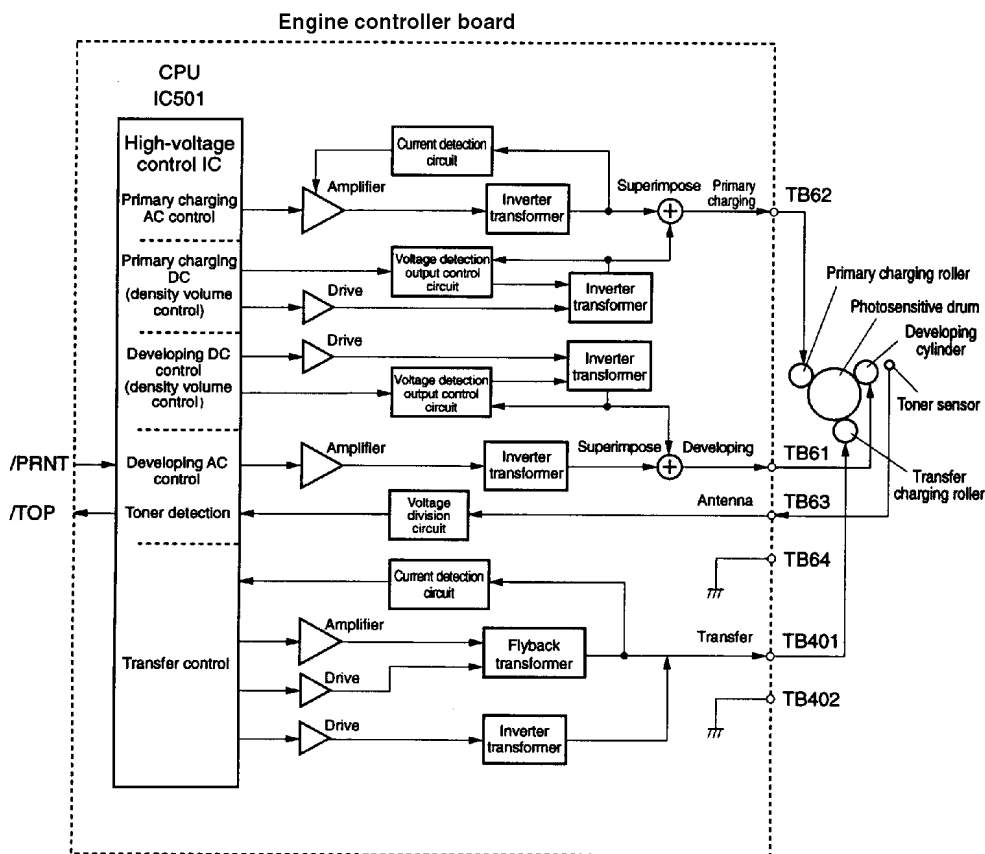 Engine controller board
CPU
IC501
High-voltage
control IC
Primary charging
AC control
Primary charging
DC
(density volume
control)
Developing DC
control
(density volume
control)
Developing AC
control
Toner detection
Transfer control
/PRNT
/TOP
Current detection
circuit
Amplifier
Inverter
transformer
Superimpose
Primary
charging
TB62
Voltage detection
output control
circuit
Drive
Inverter
transformer
Drive
Inverter
transformer
Voltage detection
output control
circuit
Amplifier
Inverter
transformer
Superimpose
Developing
TB61
Voltage
division
circuit
Antenna
TB63
TB64
Current detection
circuit
Amplifier
Flyback
transformer
Transfer
TB401
Drive
TB402
Drive
Inverter
transformer
Primary charging roller
Photosensitive drum
Developing
cylinder
Toner sensor
Transfer
charging roller